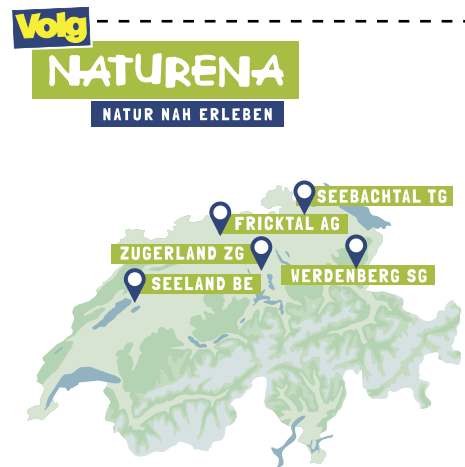 Volg
NATURENA
NATUR NAH ERLEBEN
SEEBACHTAL TG
FRICKTAL AG
ZUGERLAND ZG
WERDENBERG SG
SEELAND BE